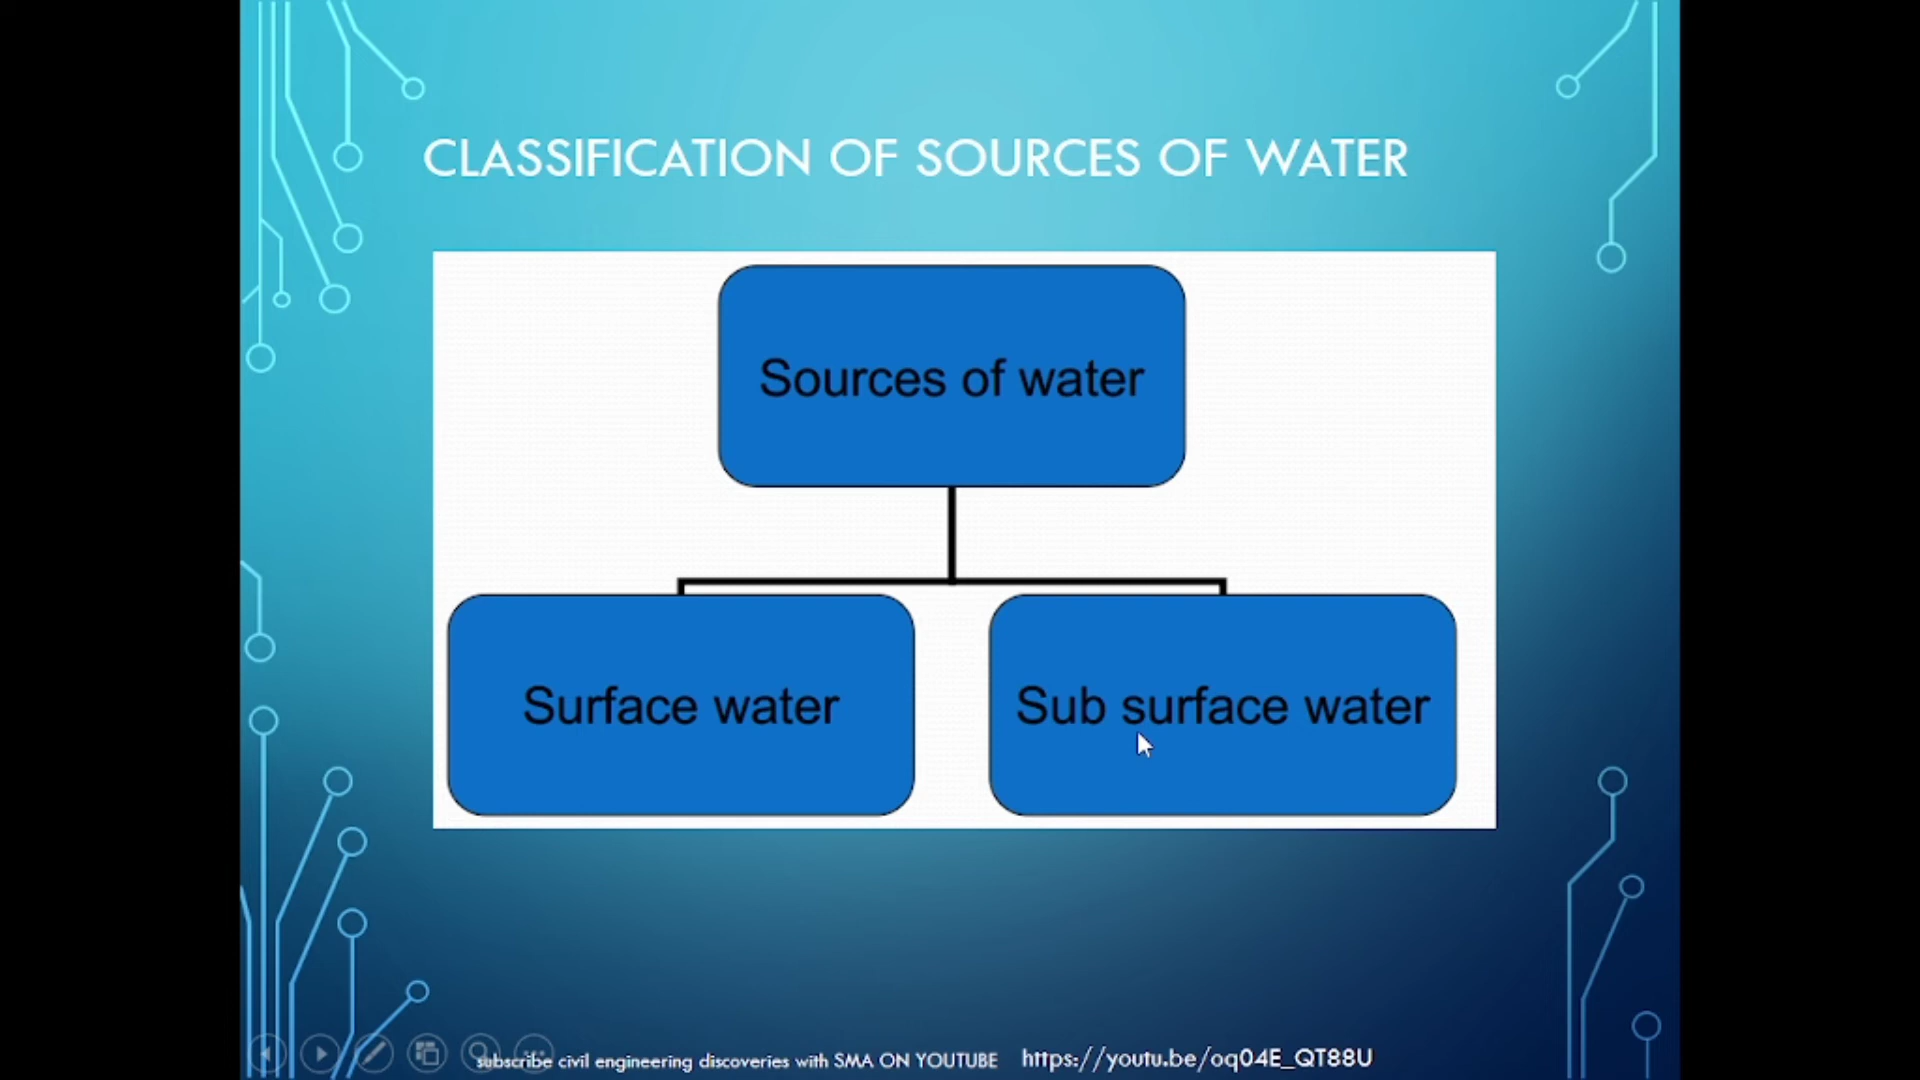 CLASSIFICATION OF SOURCES OF WATER
Sources of water
Surface water
Sub surface water
subscribe civil engineering discoveries with SMA ON YOUTUBE
https://youtu.be/oq04E_QT88U